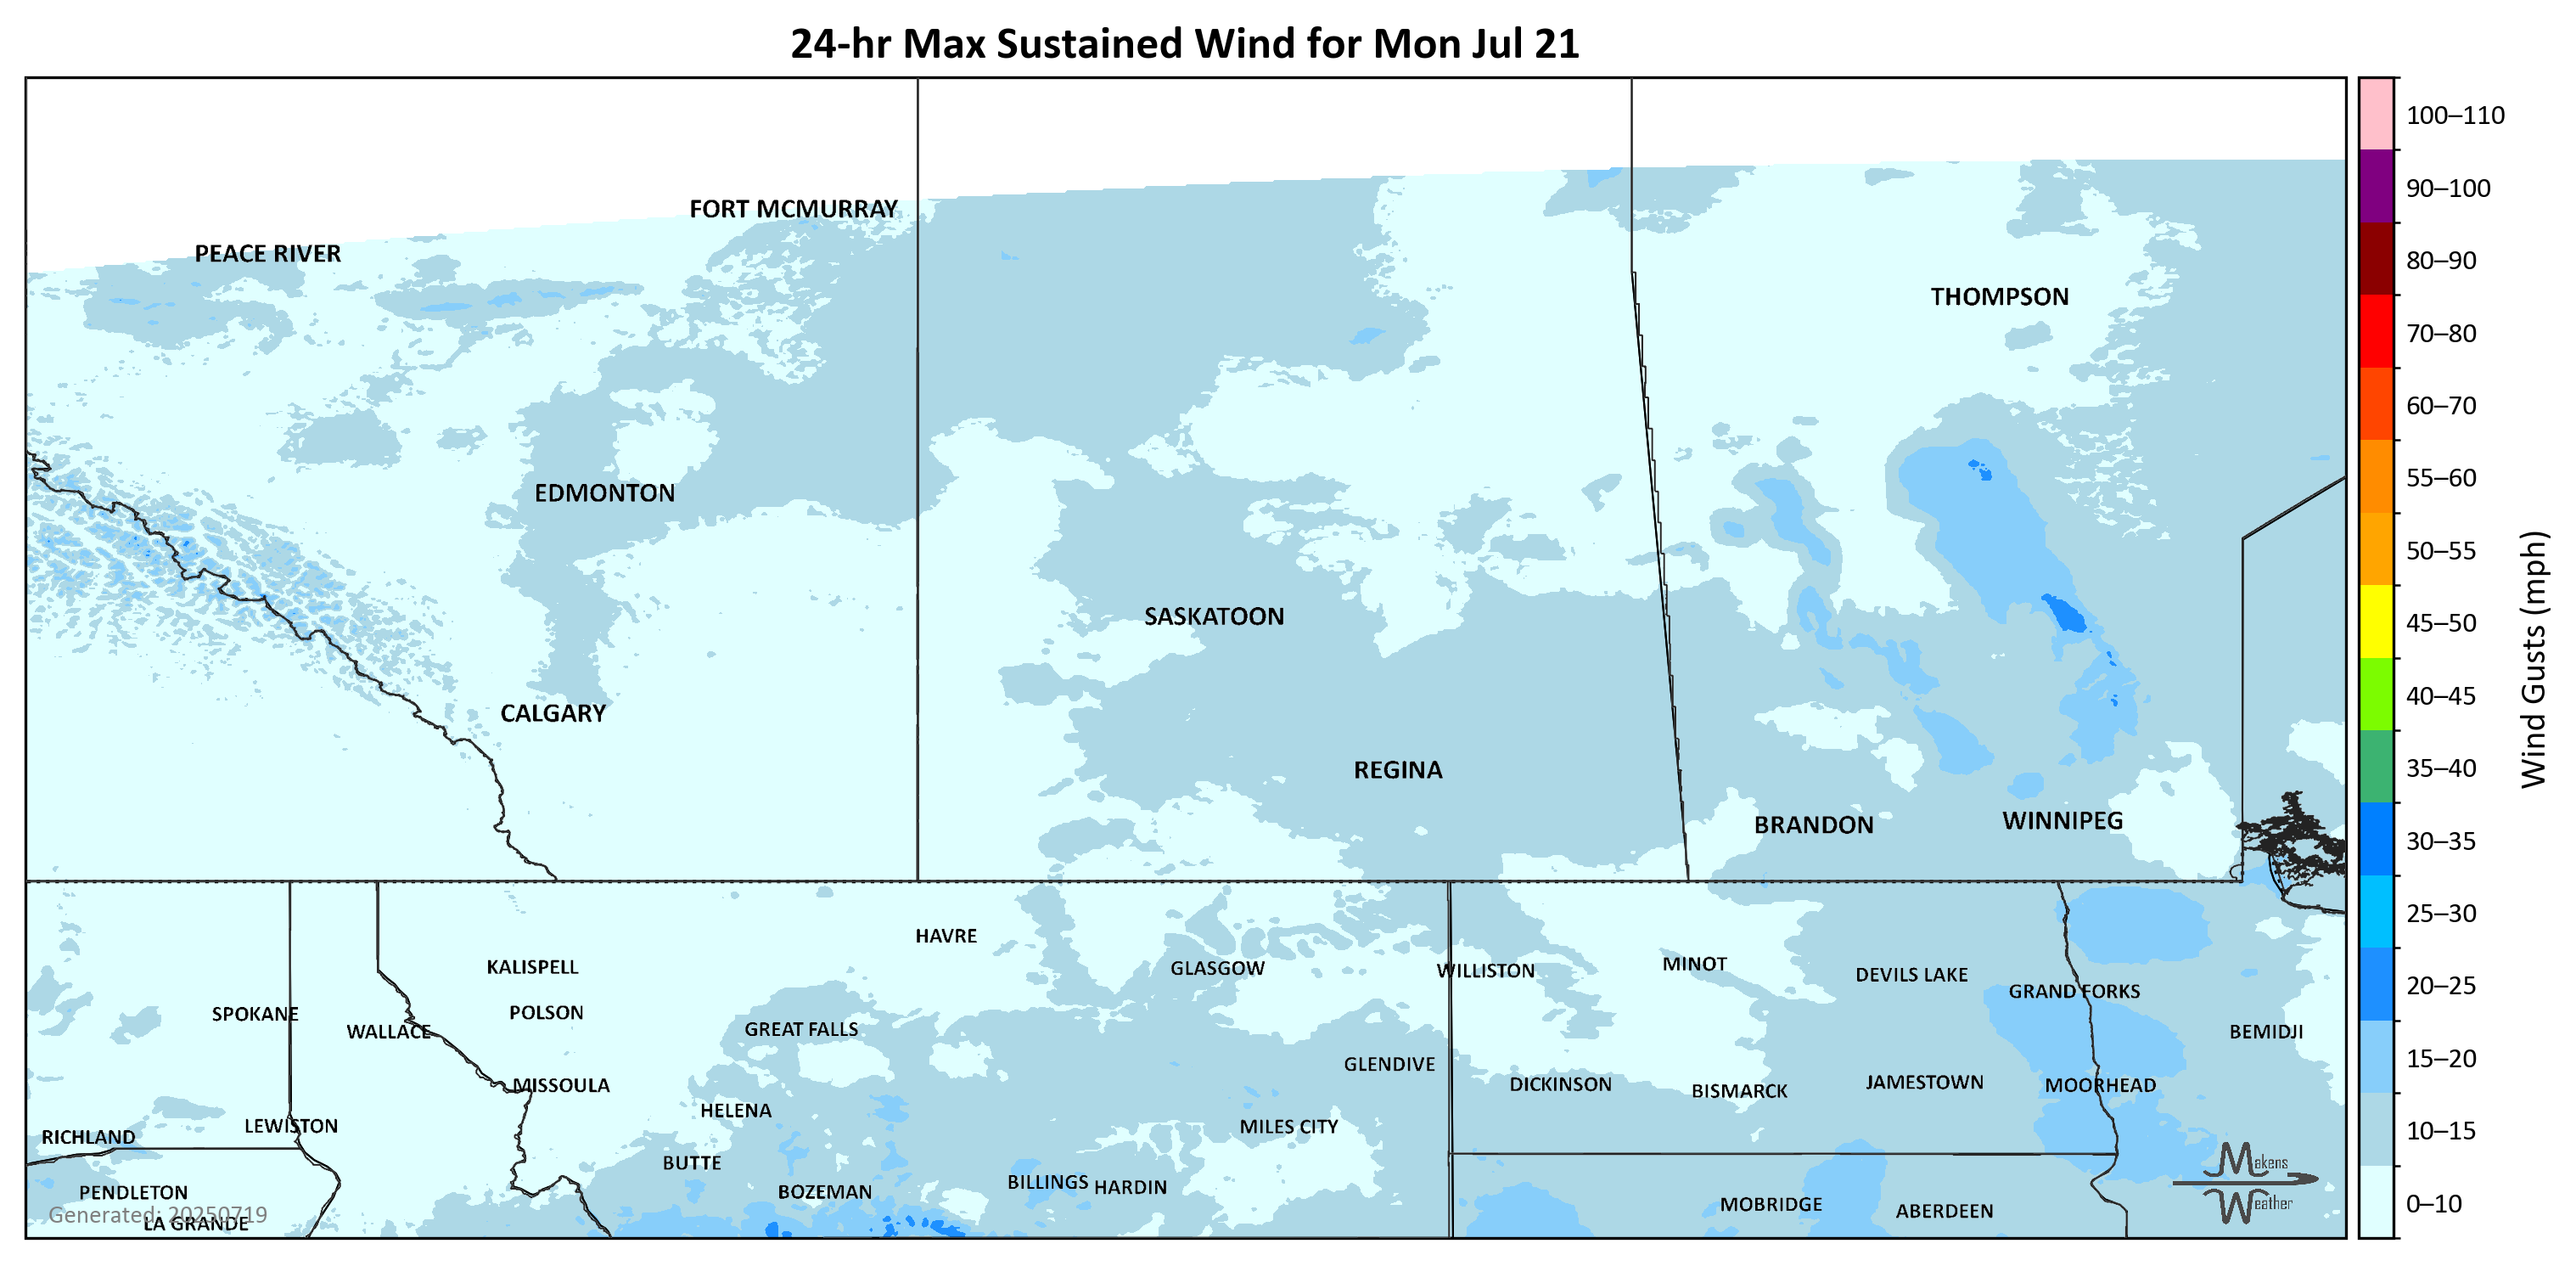 24-hr Max Sustained Wind for Mon Jul 21
FORT MCMURRAY
PEACE RIVER
THOMPSON
EDMONTON
SASKATOON
CALGARY
REGINA
BRANDON
WINNIPEG
HAVRE
KALISPELL
GLASGOW
WILLISTON
MINOT
DEVILS LAKE
GRAND FORKS
SPOKANE
POLSON
WALLACE
GREAT FALLS
BEMIDJI
GLENDIVE
MISSOULA
DICKINSON
BISMARCK
JAMESTOWN
MOORHEAD
HELENA
LEWISTON
MILES CITY
RICHLAND
BUTTE
PENDLETON
BOZEMAN
BILLINGS
HARDIN
MOBRIDGE
ABERDEEN
LA GRANDE
Generated: 20250719
Makens
Weather
100–110
90–100
80–90
70–80
60–70
55–60
50–55
45–50
40–45
35–40
30–35
25–30
20–25
15–20
10–15
0–10
Wind Gusts (mph)